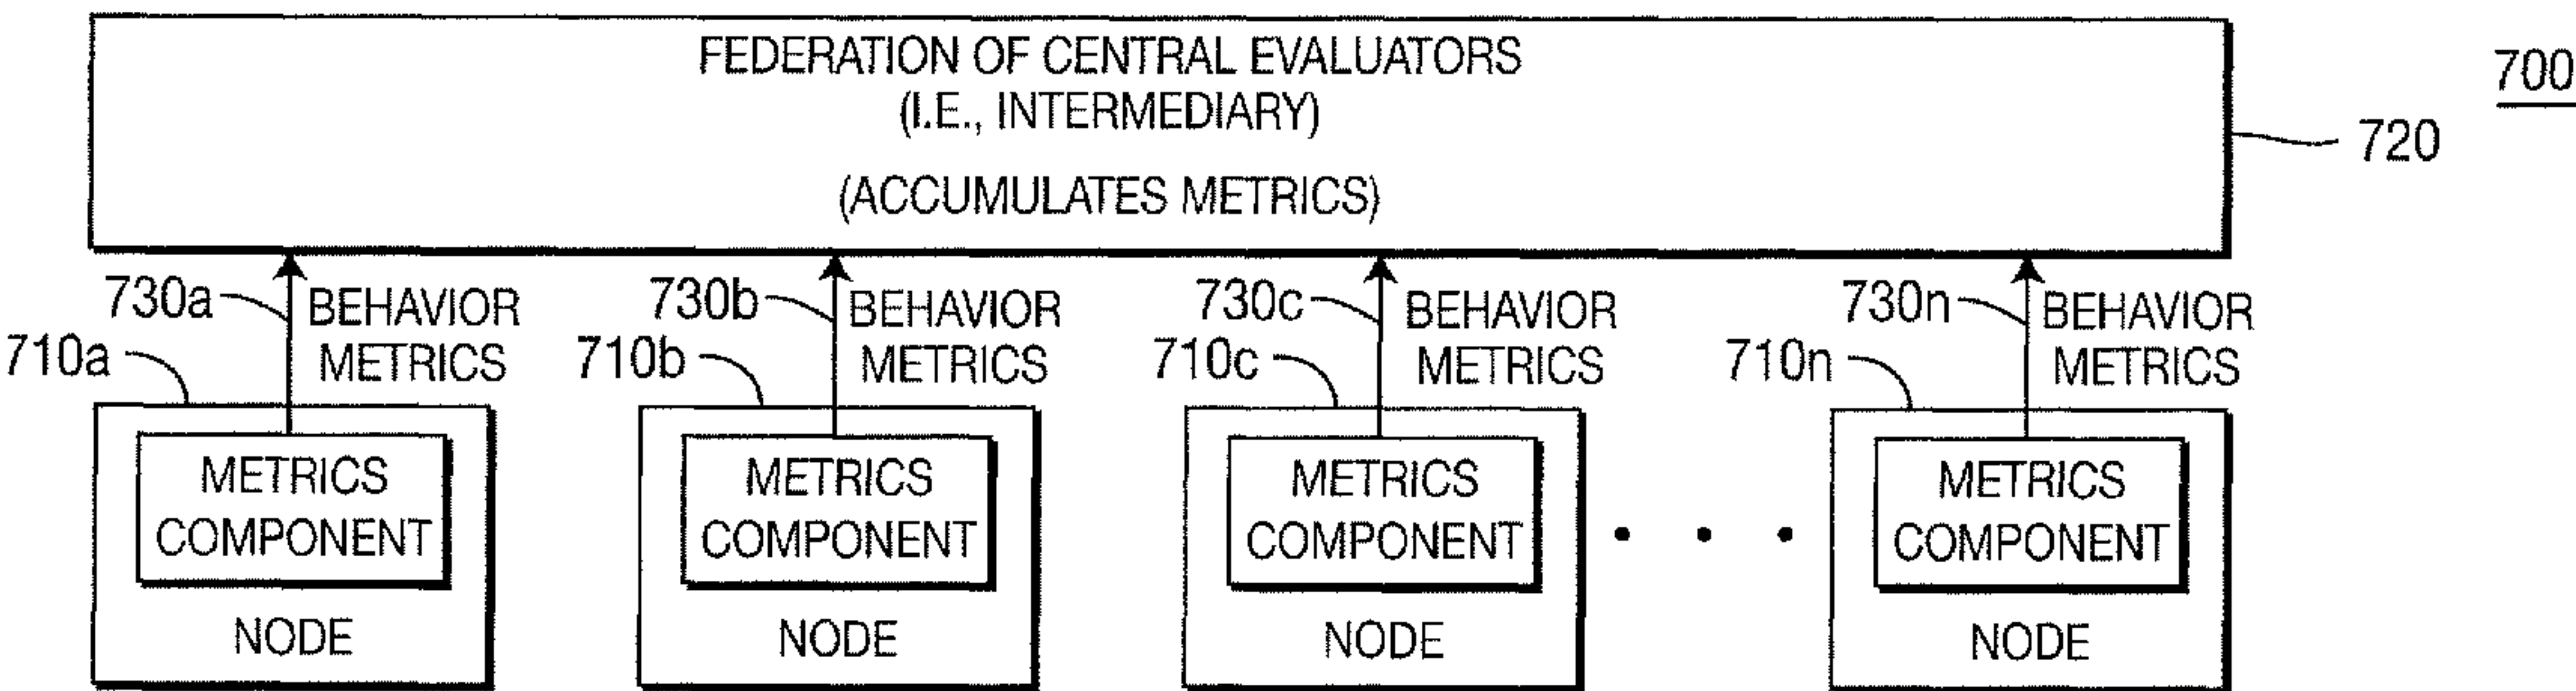 FEDERATION OF CENTRAL EVALUATORS
(I.E., INTERMEDIARY)
(ACCUMULATES METRICS)
700
720
730a
BEHAVIOR
METRICS
710a
730b
BEHAVIOR
METRICS
710b
730c
BEHAVIOR
METRICS
710c
730n
BEHAVIOR
METRICS
710n
METRICS
COMPONENT
NODE
METRICS
COMPONENT
NODE
METRICS
COMPONENT
NODE
METRICS
COMPONENT
NODE